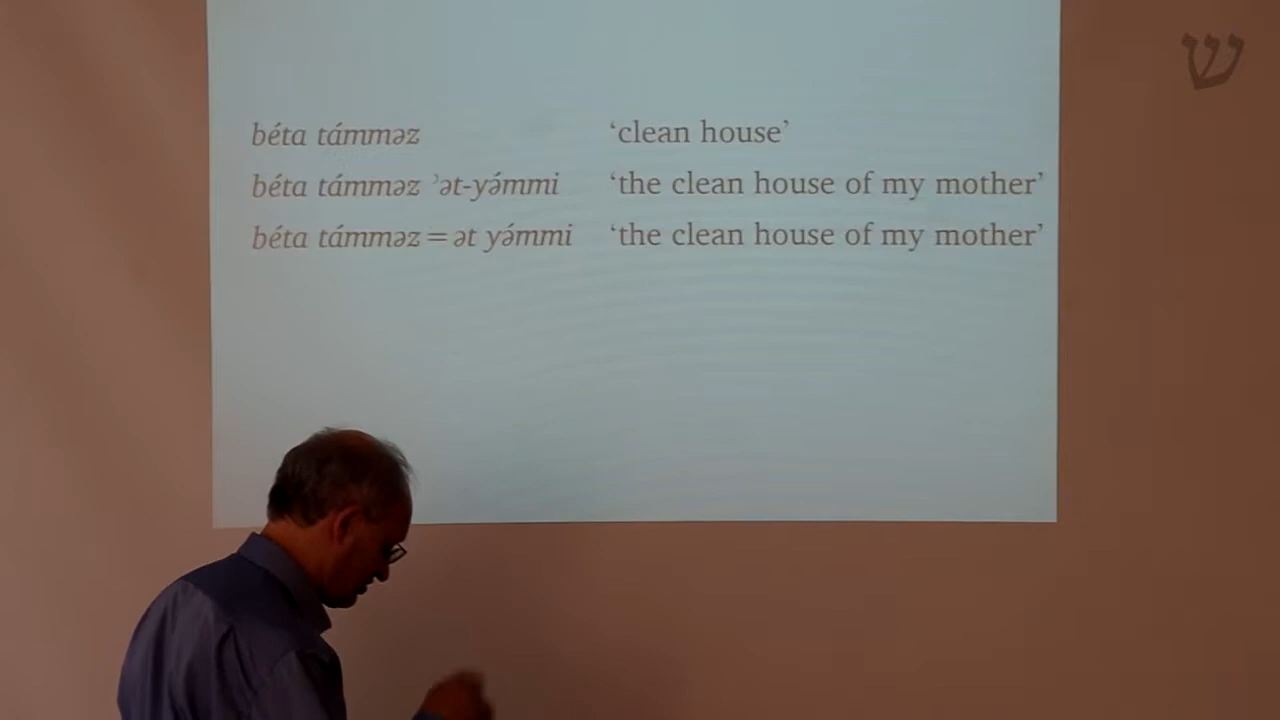 béta támməz ‘clean house’
béta támməz ʾət-yə́mmi ‘the clean house of my mother’
béta támməz=ət yə́mmi ‘the clean house of my mother’
ש